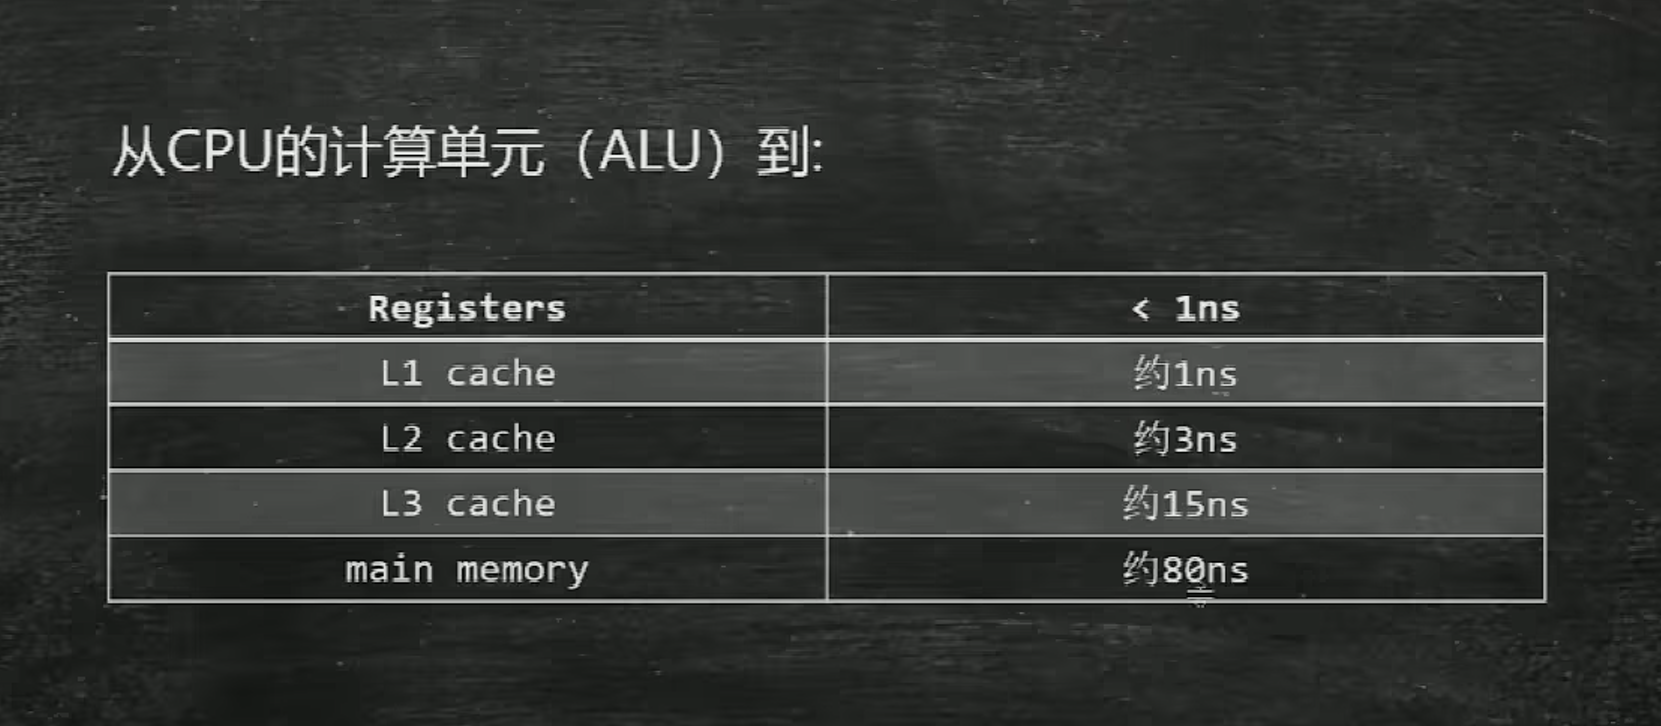 从CPU的计算单元（ALU）到:
Registers < 1ns
L1 cache 约1ns
L2 cache 约3ns
L3 cache 约15ns
main memory 约80ns